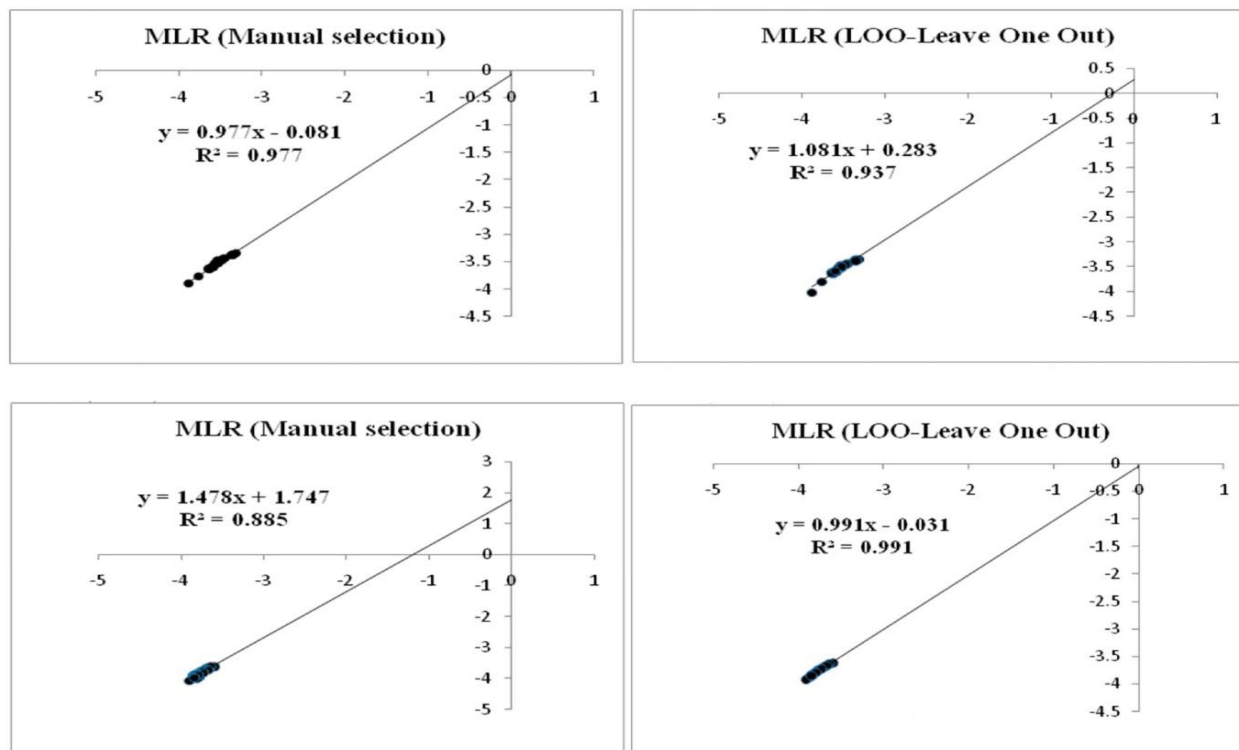 MLR (Manual selection)
0
-5 -4 -3 -2 -1 -0.5 0 1
y = 0.977x - 0.081
R² = 0.977
-1
-1.5
-2
-2.5
-3
-3.5
-4
-4.5
MLR (LOO-Leave One Out)
0.5
0
-5 -4 -3 -2 -1 -0.5 0 1
y = 1.081x + 0.283
R² = 0.937
-1
-1.5
-2
-2.5
-3
-3.5
-4
-4.5
MLR (Manual selection)
3
2
1
0
y = 1.478x + 1.747
R² = 0.885
-5 -4 -3 -2 -1 0 1
-1
-2
-3
-4
-5
MLR (LOO-Leave One Out)
0
-5 -4 -3 -2 -1 -0.5 0 1
y = 0.991x - 0.031
R² = 0.991
-1
-1.5
-2
-2.5
-3
-3.5
-4
-4.5